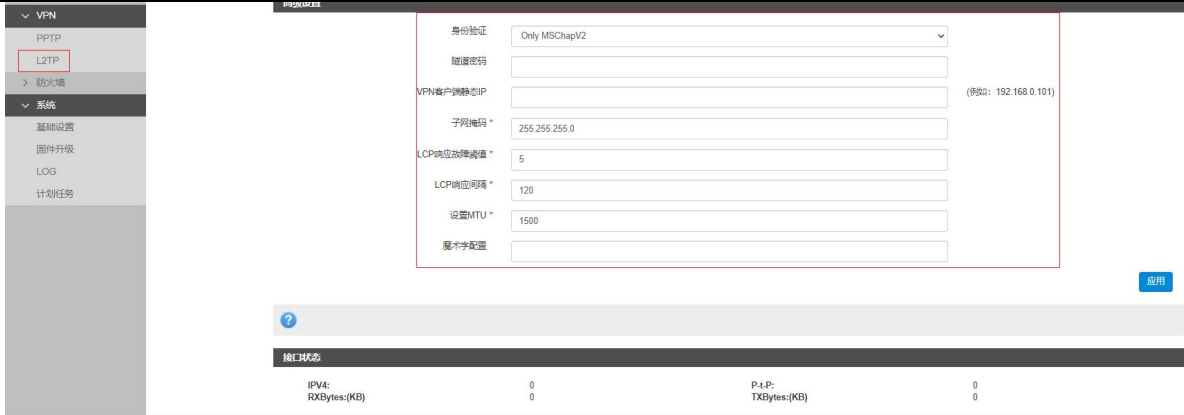 高级设置
VPN
PPTP
L2TP
防火墙
系统
基础设置
固件升级
LOG
计划任务
身份验证 Only MSChapV2
隧道密码
VPN客户端静态IP (例如：192.168.0.101)
子网掩码 * 255.255.255.0
LCP响应故障阈值 * 5
LCP响应间隔 * 120
设置MTU * 1500
魔术字配置
应用
?
接口状态
IPV4: 0 P-t-P: 0
RXBytes:(KB) 0 TXBytes:(KB) 0